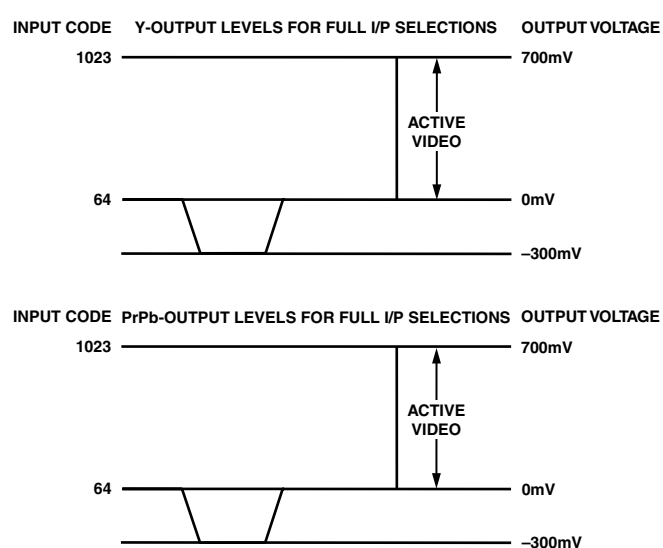 INPUT CODE Y-OUTPUT LEVELS FOR FULL I/P SELECTIONS OUTPUT VOLTAGE
1023 700mV
ACTIVE
VIDEO
64 0mV
–300mV
INPUT CODE PrPb-OUTPUT LEVELS FOR FULL I/P SELECTIONS OUTPUT VOLTAGE
1023 700mV
ACTIVE
VIDEO
64 0mV
–300mV